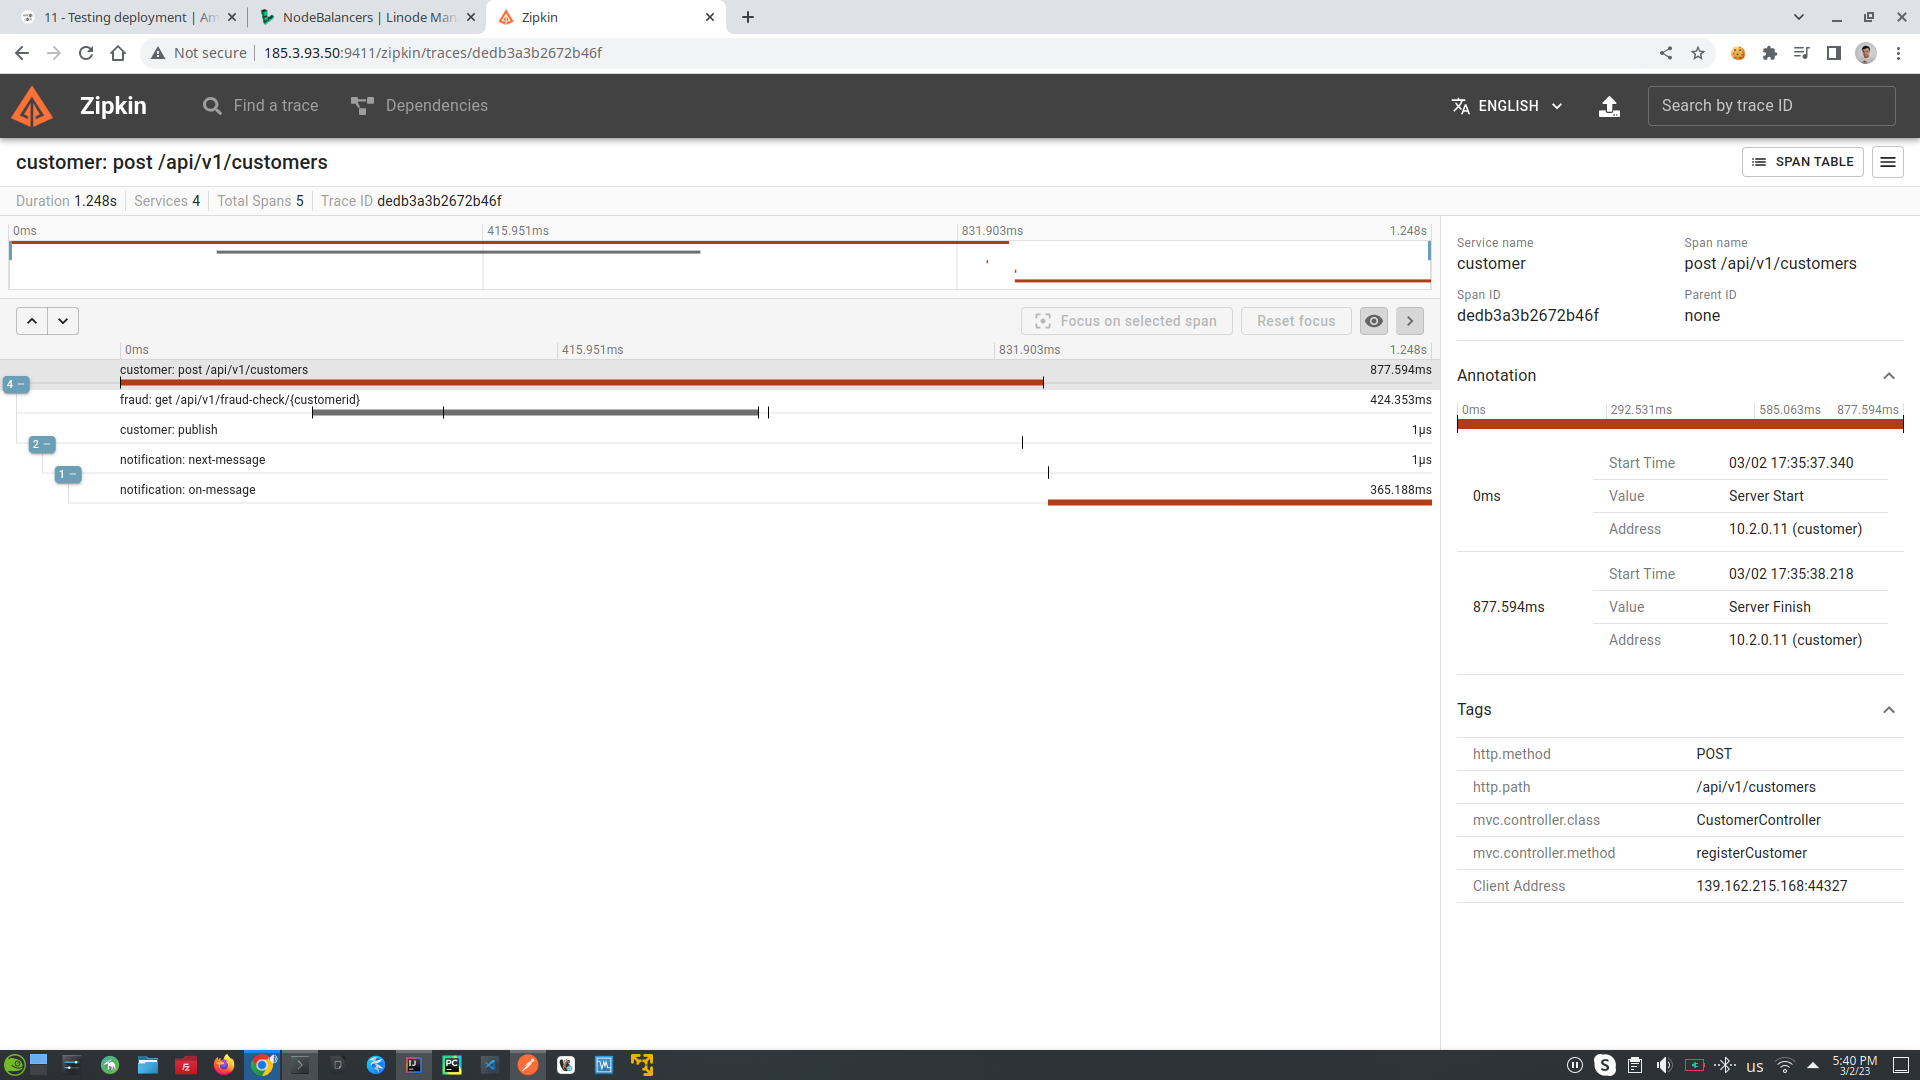 11 - Testing deployment | Am
NodeBalancers | Linode Man
Zipkin
Not secure
185.3.93.50:9411/zipkin/traces/dedb3a3b2672b46f
Zipkin
Find a trace
Dependencies
ENGLISH
Search by trace ID
customer: post /api/v1/customers
SPAN TABLE
Duration 1.248s Services 4 Total Spans 5 Trace ID dedb3a3b2672b46f
0ms 415.951ms 831.903ms 1.248s
Focus on selected span
Reset focus
0ms 415.951ms 831.903ms 1.248s
customer: post /api/v1/customers 877.594ms
4 −
fraud: get /api/v1/fraud-check/{customerid} 424.353ms
customer: publish 1μs
2 −
notification: next-message 1μs
1 −
notification: on-message 365.188ms
Service name Span name
customer post /api/v1/customers
Span ID Parent ID
dedb3a3b2672b46f none
Annotation
0ms 292.531ms 585.063ms 877.594ms
Start Time 03/02 17:35:37.340
0ms Value Server Start
Address 10.2.0.11 (customer)
Start Time 03/02 17:35:38.218
877.594ms Value Server Finish
Address 10.2.0.11 (customer)
Tags
http.method POST
http.path /api/v1/customers
mvc.controller.class CustomerController
mvc.controller.method registerCustomer
Client Address 139.162.215.168:44327
us
5:40 PM
3/2/23